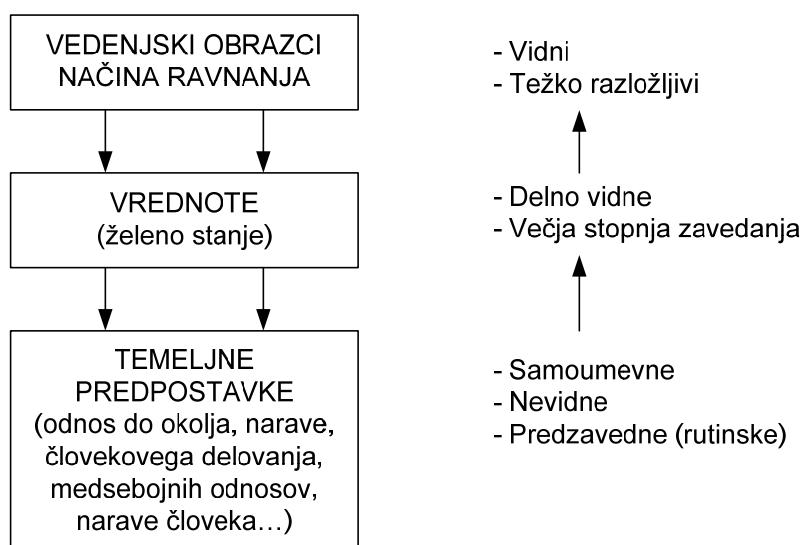 VEDENJSKI OBRAZCI
NAČINA RAVNANJA
- Vidni
- Težko razložljivi
VREDNOTE
(želeno stanje)
- Delno vidne
- Večja stopnja zavedanja
TEMELJNE
PREDPOSTAVKE
(odnos do okolja, narave,
človekovega delovanja,
medsebojnih odnosov,
narave človeka…)
- Samoumevne
- Nevidne
- Predzavedne (rutinske)